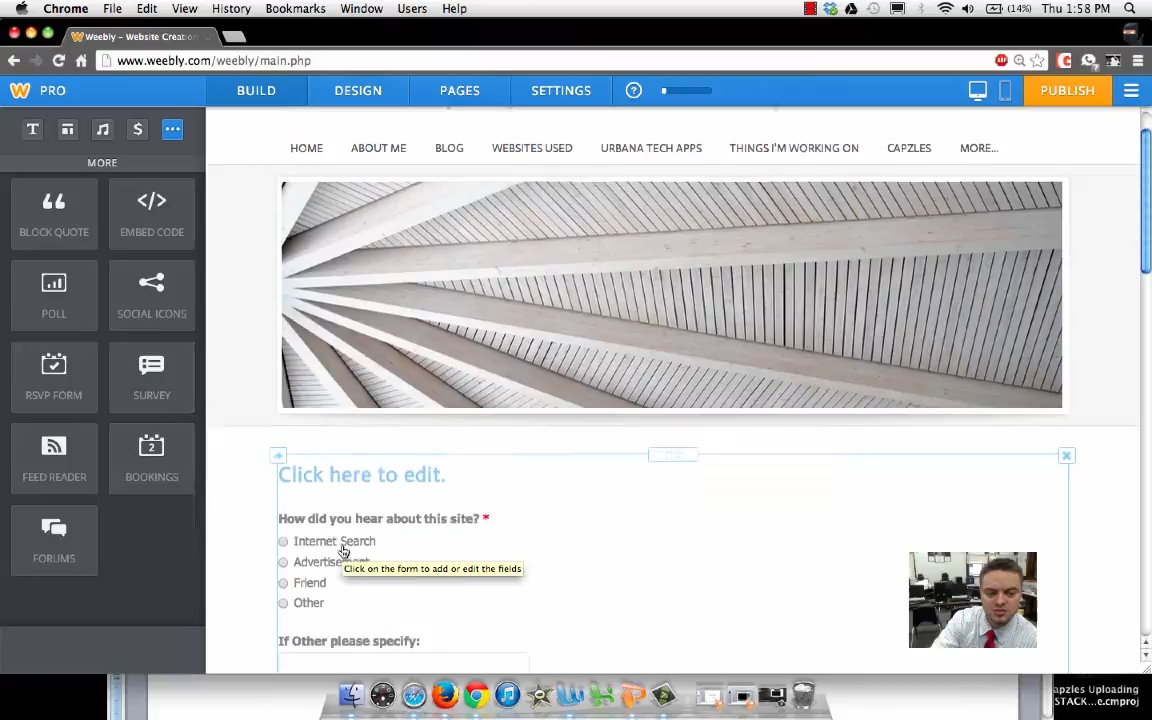 Chrome File Edit View History Bookmarks Window Users Help (14%) Thu 1:58 PM
Weebly - Website Creation
www.weebly.com/weebly/main.php
PRO BUILD DESIGN PAGES SETTINGS ? PUBLISH
T $
MORE
HOME ABOUT ME BLOG WEBSITES USED URBANA TECH APPS THINGS I'M WORKING ON CAPZLES MORE...
BLOCK QUOTE EMBED CODE
POLL SOCIAL ICONS
RSVP FORM SURVEY
2
FEED READER BOOKINGS
FORUMS
Click here to edit.
How did you hear about this site? *
Internet Search
Click on the form to add or edit the fields
Friend
Other
If Other please specify:
apzles Uploading
STACK...e.cmproj